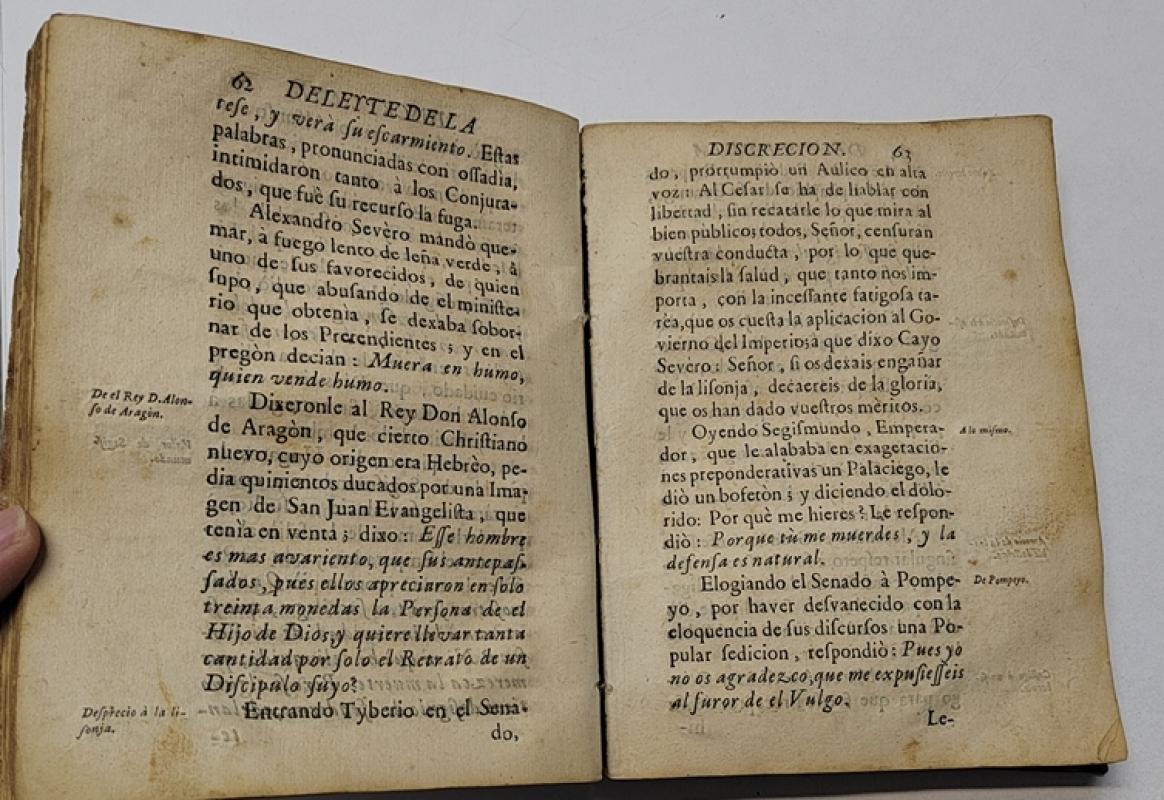 62 DELEYTE DE LA
teſe, y verà ſu eſcarmiento. Eſtas
palabras, pronunciadas con oſſadia,
intimidaron tanto à los Conjura-
dos, que fuè ſu recurſo la fuga.
Alexandro Sevèro mandò que-
mar, à fuego lento de leña verde, à
uno de ſus favorecidos, de quien
ſupo, que abuſando de el miniſte-
rio que obtenìa, ſe dexaba ſobor-
nar de los Pretendientes; y en el
pregòn decian: Muera en humo,
quien vende humo.
De el Rey D. Alon-
ſo de Aragòn.
Dixeronle al Rey Don Alonſo
de Aragòn, que cierto Chriſtiano
nuevo, cuyo origen era Hebrèo, pe-
dia quinientos ducados por una Ima-
gen de San Juan Evangeliſta, que
tenìa en venta; dixo: Eſſe hombre
es mas avariento, que ſus antepaſ-
ſados, pues ellos apreciaron en ſolo
treinta monedas la Perſona de el
Hijo de Dios, y quiere llevar tanta
cantidad por ſolo el Retrato de un
Diſcipulo ſuyo?
Deſprecio à la li-
ſonja.
Entrando Tyberio en el Sena-
do,
DISCRECION. 63
do, prorrumpiò un Aulico en alta
voz: Al Ceſar ſe ha de hablar con
libertad, ſin recatarle lo que mira al
bien publico; todos, Señor, cenſuran
vueſtra conducta, por lo que que-
brantais la ſalud, que tanto nos im-
porta, con la inceſſante fatigoſa ta-
rèa, que os cueſta la aplicacion al Go-
vierno del Imperio; à que dixo Cayo
Sevèro: Señor, ſi os dexais engañar
de la liſonja, decaereis de la gloria,
que os han dado vueſtros mèritos.
Oyendo Segiſmundo, Empera-
A lo miſmo.
dor, que le alababa en exageracio-
nes preponderativas un Palaciego, le
diò un bofetòn; y diciendo el dolo-
rido: Por què me hieres? Le reſpon-
diò: Porque tù me muerdes, y la
defenſa es natural.
Elogiando el Senado à Pompe-
De Pompeyo.
yo, por haver deſvanecido con la
eloquencia de ſus diſcurſos una Po-
pular ſedicion, reſpondiò: Pues yo
no os agradezco, que me expuſieſſeis
al furor de el Vulgo.
Le-